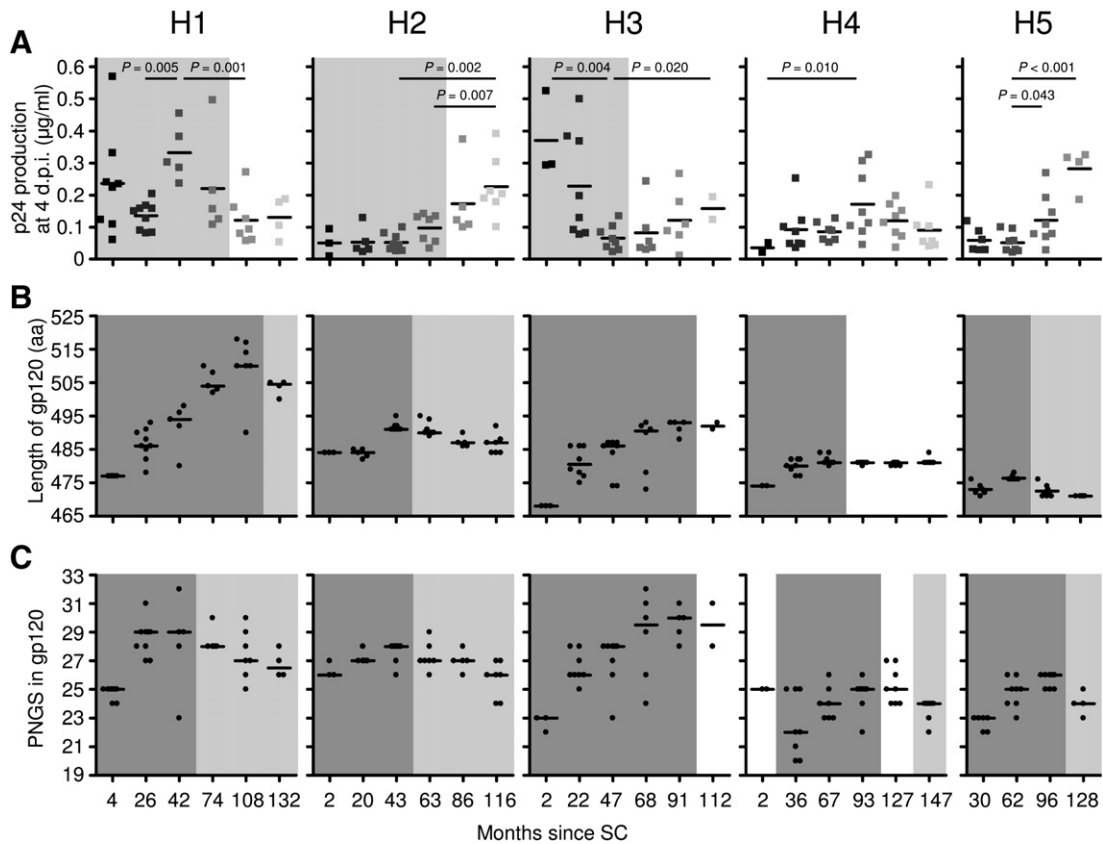 H1 H2 H3 H4 H5
A
p24 production
at 4 d.p.i. (µg/ml)
0.6
0.5
0.4
0.3
0.2
0.1
0
P = 0.005 P = 0.001
P = 0.002
P = 0.007
P = 0.004 P = 0.020
P = 0.010
P < 0.001
P = 0.043
B
Length of gp120 (aa)
525
515
505
495
485
475
465
C
PNGS in gp120
33
31
29
27
25
23
21
19
4 26 42 74 108 132 2 20 43 63 86 116 2 22 47 68 91 112 2 36 67 93 127 147 30 62 96 128
Months since SC